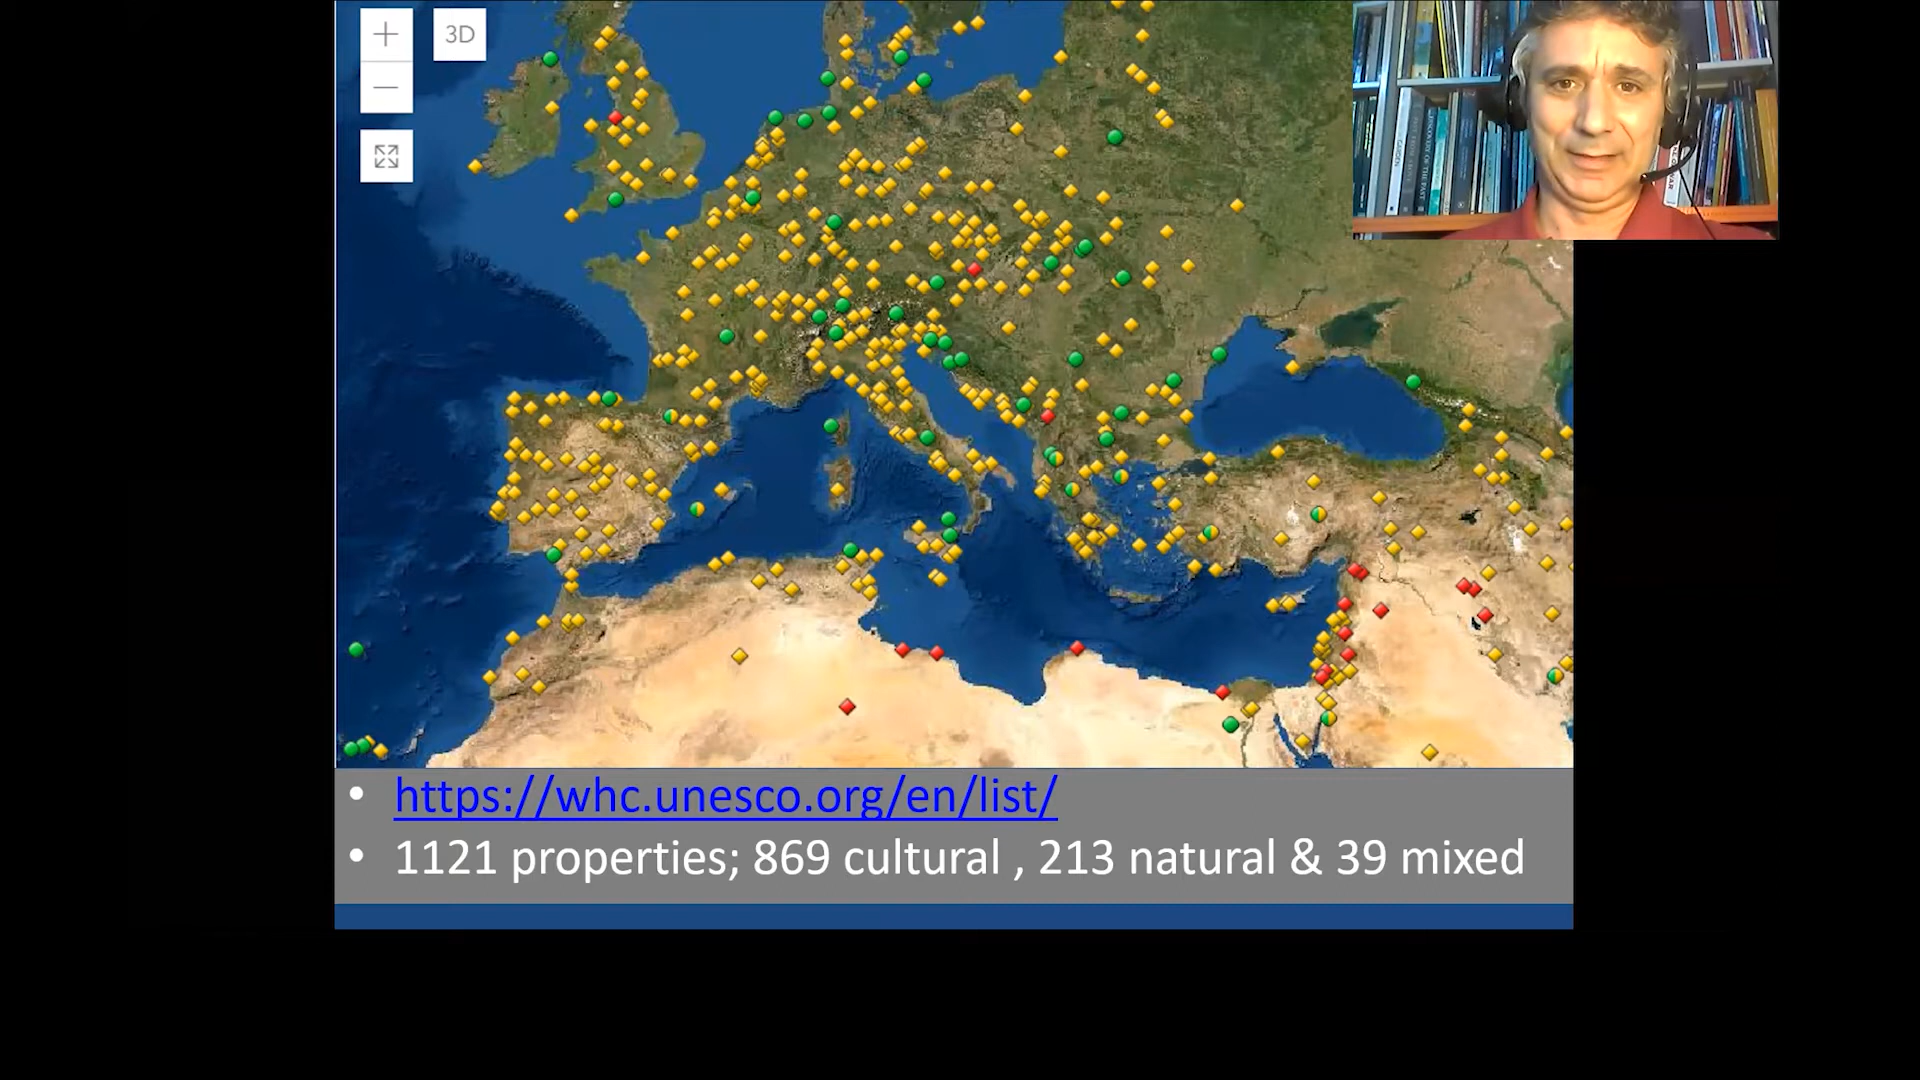 3D
• https://whc.unesco.org/en/list/
• 1121 properties; 869 cultural , 213 natural & 39 mixed